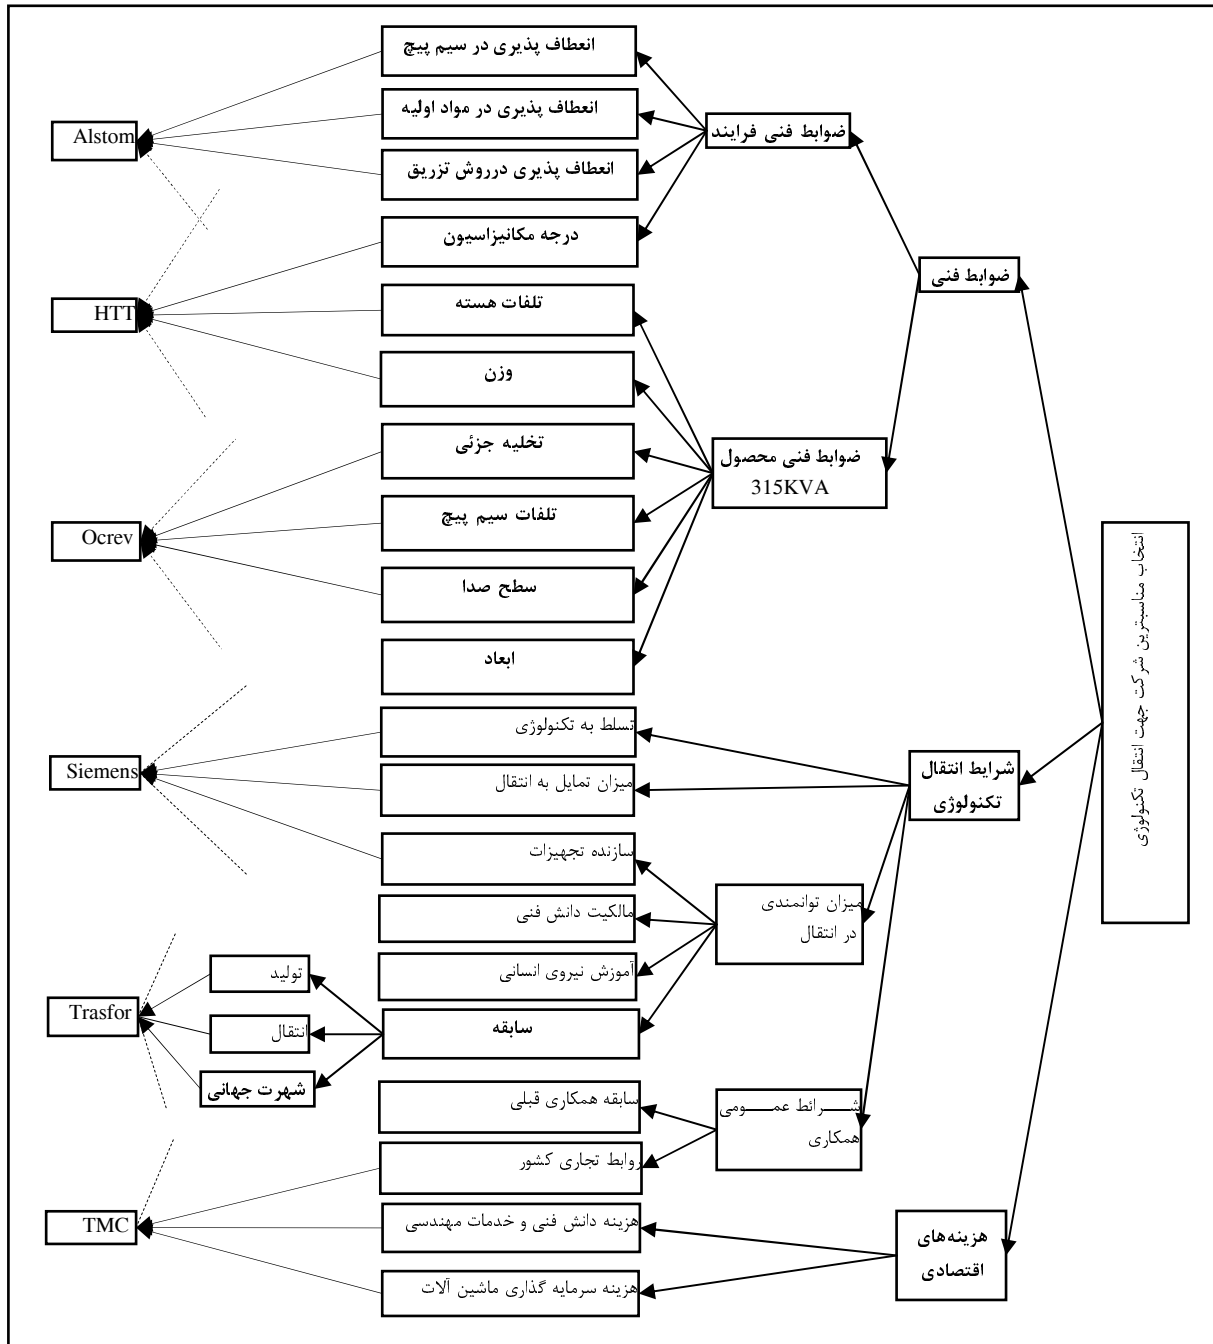 انتخاب مناسبترین شرکت جهت انتقال تکنولوژی
ضوابط فنی
شرایط انتقال
تکنولوژی
هزینه‌های
اقتصادی
ضوابط فنی فرایند
ضوابط فنی محصول
315KVA
میزان توانمندی
در انتقال
شـــرائط عمـــومی
همکاری
انعطاف پذیری در سیم پیچ
انعطاف پذیری در مواد اولیه
انعطاف پذیری درروش تزریق
درجه مکانیزاسیون
تلفات هسته
وزن
تخلیه جزئی
تلفات سیم پیچ
سطح صدا
ابعاد
تسلط به تکنولوژی
میزان تمایل به انتقال
سازنده تجهیزات
مالکیت دانش فنی
آموزش نیروی انسانی
سابقه
سابقه همکاری قبلی
روابط تجاری کشور
هزینه دانش فنی و خدمات مهندسی
هزینه سرمایه گذاری ماشین آلات
تولید
انتقال
شهرت جهانی
Alstom
HTT
Ocrev
Siemens
Trasfor
TMC